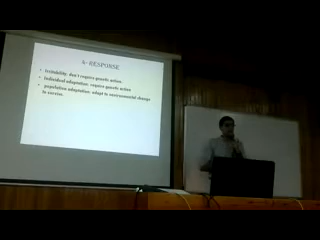 6- RESPONSE
• Irritability: don't require genetic action
• Individual adaptation: require genetic action
• population adaptation: adapt to environmental change
to survive.